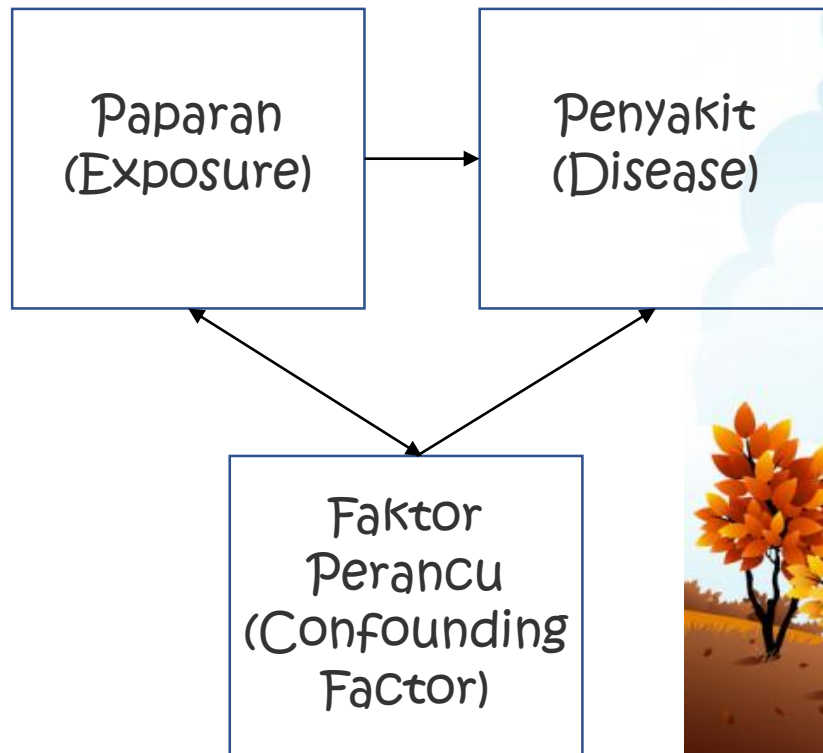 Paparan
(Exposure)
Penyakit
(Disease)
Faktor
Perancu
(Confounding
Factor)